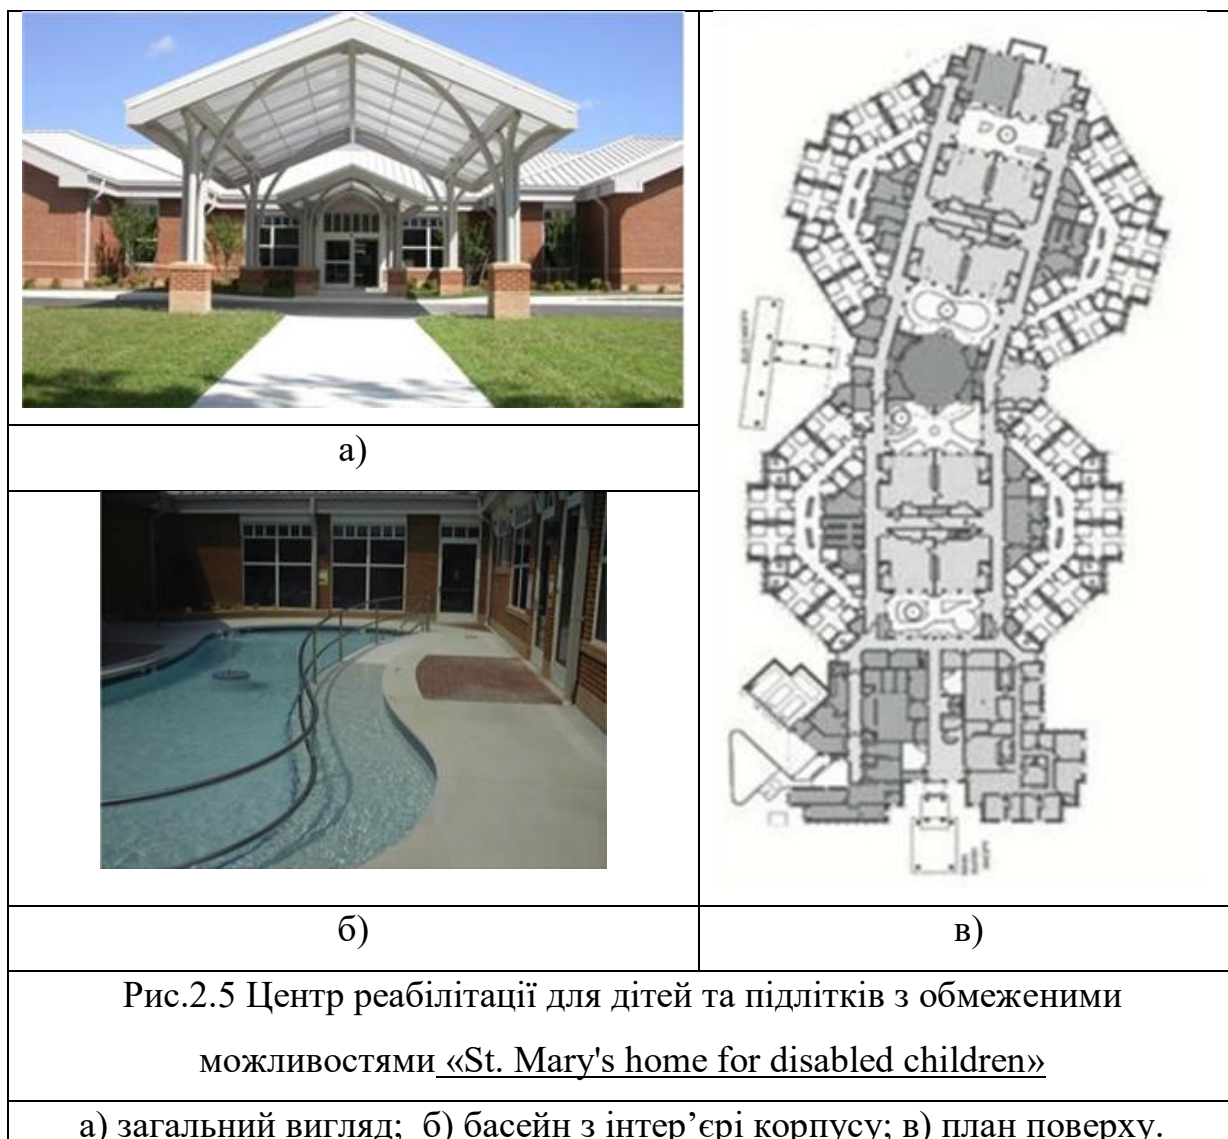 а)
б)
в)
Рис.2.5 Центр реабілітації для дітей та підлітків з обмеженими
можливостями «St. Mary's home for disabled children»
а) загальний вигляд; б) басейн з інтер’єрі корпусу; в) план поверху.